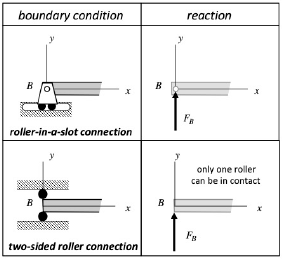 boundary condition
reaction
y
B
x
roller-in-a-slot connection
y
B
x
F_B
y
B
x
two-sided roller connection
y
only one roller
can be in contact
B
x
F_B